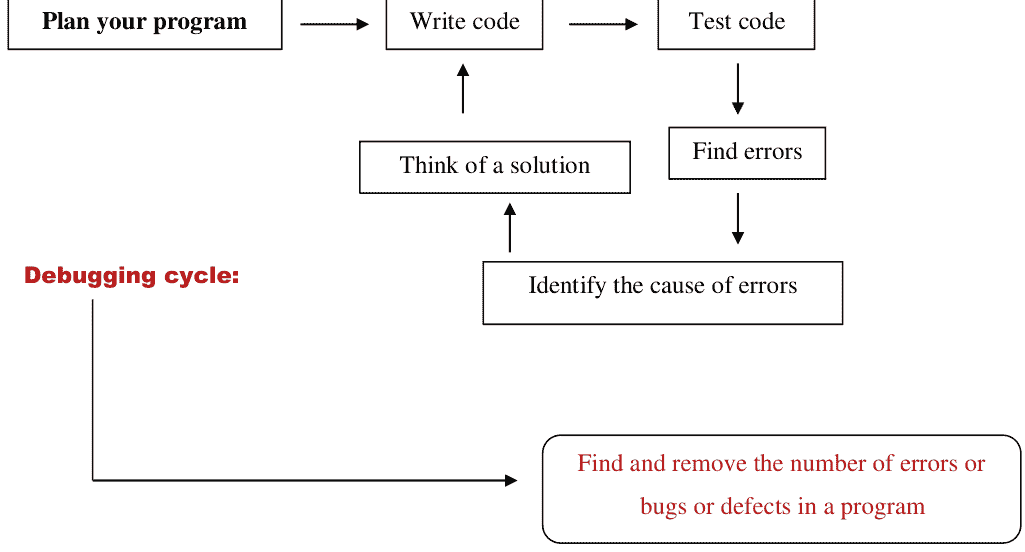 Plan your program
Write code
Test code
Find errors
Think of a solution
Debugging cycle:
Identify the cause of errors
Find and remove the number of errors or
bugs or defects in a program